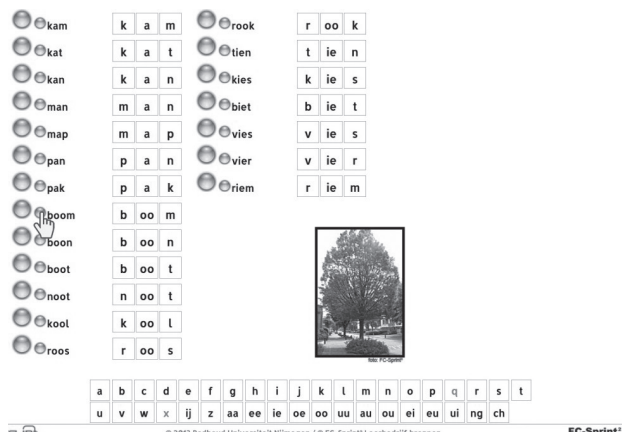 kam k a m
kat k a t
kan k a n
man m a n
map m a p
pan p a n
pak p a k
boom b oo m
boon b oo n
boot b oo t
noot n oo t
kool k oo l
roos r oo s
rook r oo k
tien t ie n
kies k ie s
biet b ie t
vies v ie s
vier v ie r
riem r ie m
foto: FC-Sprint²
a b c d e f g h i j k l m n o p q r s t
u v w x ij z aa ee ie oe oo uu au ou ei eu ui ng ch
FC-Sprint²